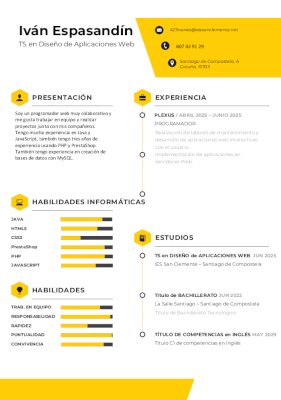 Iván Espasandín
TS en Diseño de Aplicaciones Web
607 82 91 29
Santiago de Compostela, A
Coruña, 15703
PRESENTACIÓN
Soy un programador web muy colaborativo y
me gusta trabajar en equipo y realizar
proyectos junto con mis compañeros.
Tengo mucha experiencia en Java y
JavaScript, también tengo tres años de
experiencia usando PHP y PrestaShop.
También tengo experiencia en creación de
bases de datos con MySQL.
HABILIDADES INFORMÁTICAS
JAVA
HTML5
CSS3
PrestaShop
PHP
JAVASCRIPT
HABILIDADES
TRAB. EN EQUIPO
RESPONSABILIDAD
RAPIDEZ
PUNTUALIDAD
CONVIVENCIA
EXPERIENCIA
PLEXUS / ABRIL 2025 - JUNIO 2025
PROGRAMADOR
Realización de labores de mantenimiento y
desarrollo de aplicaciones web interactivas
con el usuario
Implementación de aplicaciones en
servidores Web
ESTUDIOS
TS en DISEÑO de APLICACIONES WEB JUN 2025
IES San Clemente - Santiago de Compostela
Título de BACHILLERATO JUN 2022
La Salle Santiago - Santiago de Compostela
Título de Bachillerato Tecnológico
TÍTULO DE COMPETENCIAS en INGLÉS MAY 2020
Título C1 de competencias en Inglés